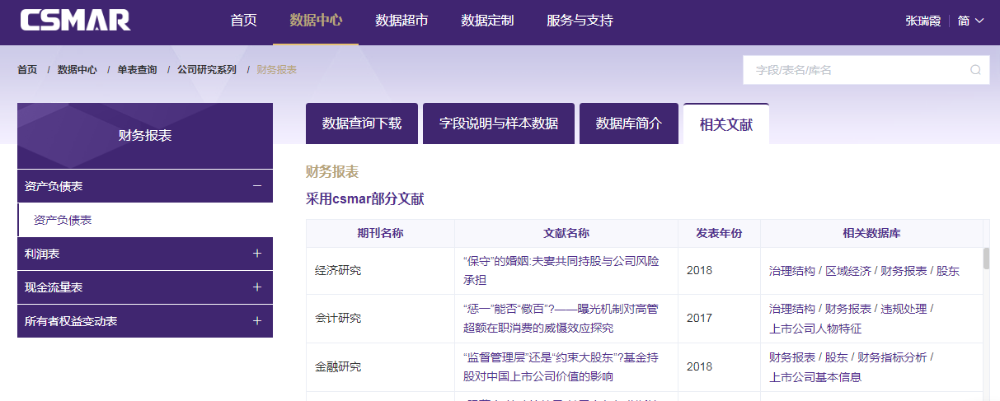 CSMAR 首页 数据中心 数据超市 数据定制 服务与支持 张瑞霞 简
首页 / 数据中心 / 单表查询 / 公司研究系列 / 财务报表
字段/表名/库名
财务报表
资产负债表
资产负债表
利润表
现金流量表
所有者权益变动表
数据查询下载 字段说明与样本数据 数据库简介 相关文献
财务报表
采用csmar部分文献
期刊名称 文献名称 发表年份 相关数据库
经济研究
“保守”的婚姻:夫妻共同持股与公司风险
承担
2018
治理结构 / 区域经济 / 财务报表 / 股东
会计研究
“惩一”能否“儆百”?——曝光机制对高管
超额在职消费的威慑效应探究
2017
治理结构 / 财务报表 / 违规处理 /
上市公司人物特征
金融研究
“监督管理层”还是“约束大股东”?基金持
股对中国上市公司价值的影响
2018
财务报表 / 股东 / 财务指标分析 /
上市公司基本信息